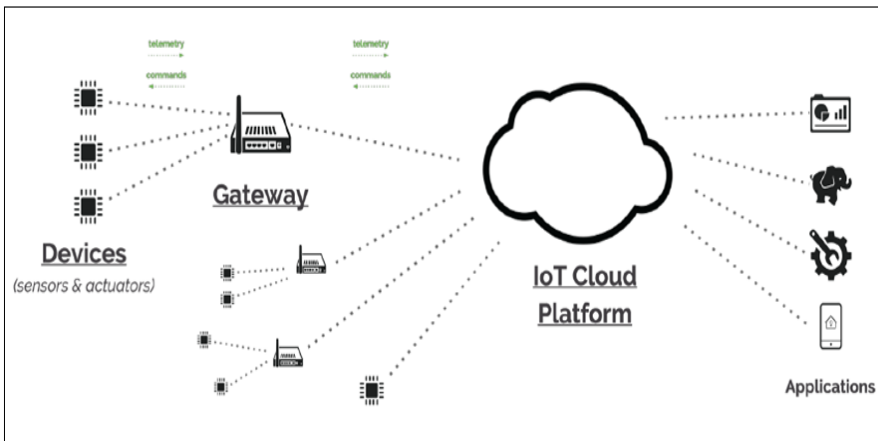 telemetry
telemetry
commands
commands
Gateway
Devices
(sensors & actuators)
IoT Cloud
Platform
Applications